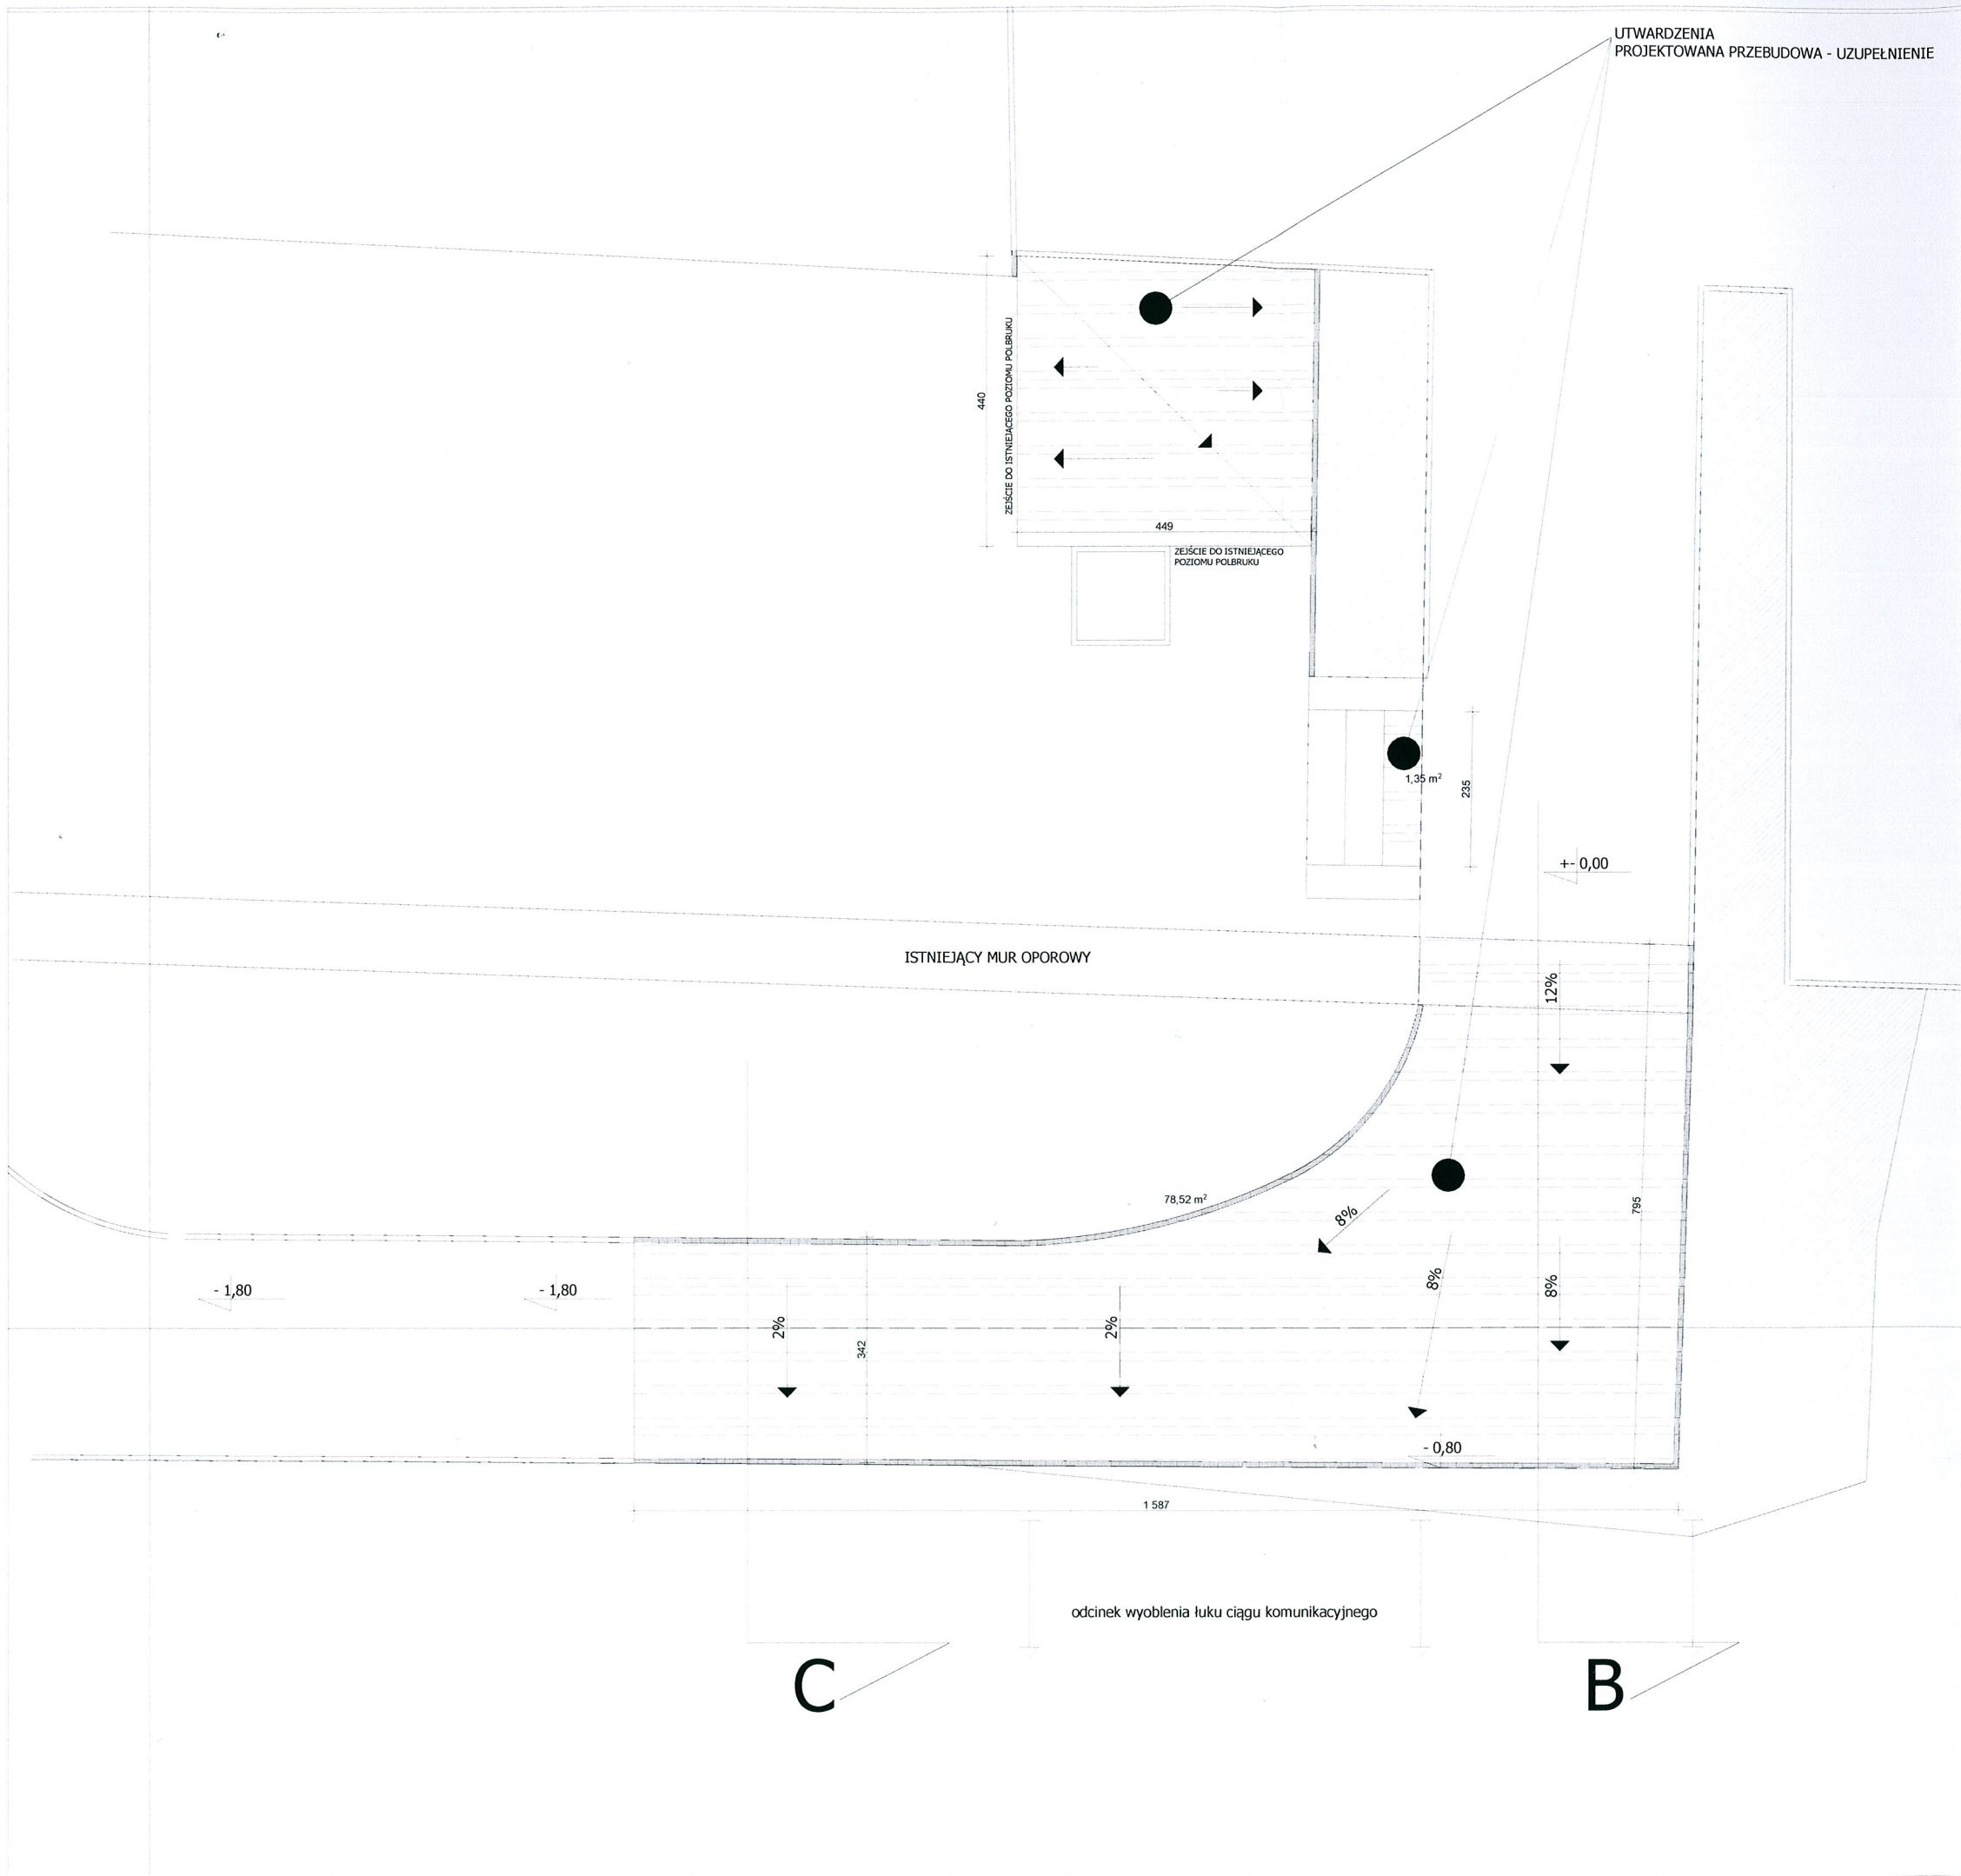 UTWARDZENIA
PROJEKTOWANA PRZEBUDOWA - UZUPEŁNIENIE
440
ZEJŚCIE DO ISTNIEJĄCEGO POZIOMU POLBRUKU
449
ZEJŚCIE DO ISTNIEJĄCEGO
POZIOMU POLBRUKU
1,35 m²
235
+- 0,00
ISTNIEJĄCY MUR OPOROWY
12%
78,52 m²
8%
795
8%
8%
- 1,80
- 1,80
2%
342
2%
- 0,80
1 587
odcinek wyoblenia łuku ciągu komunikacyjnego
C
B